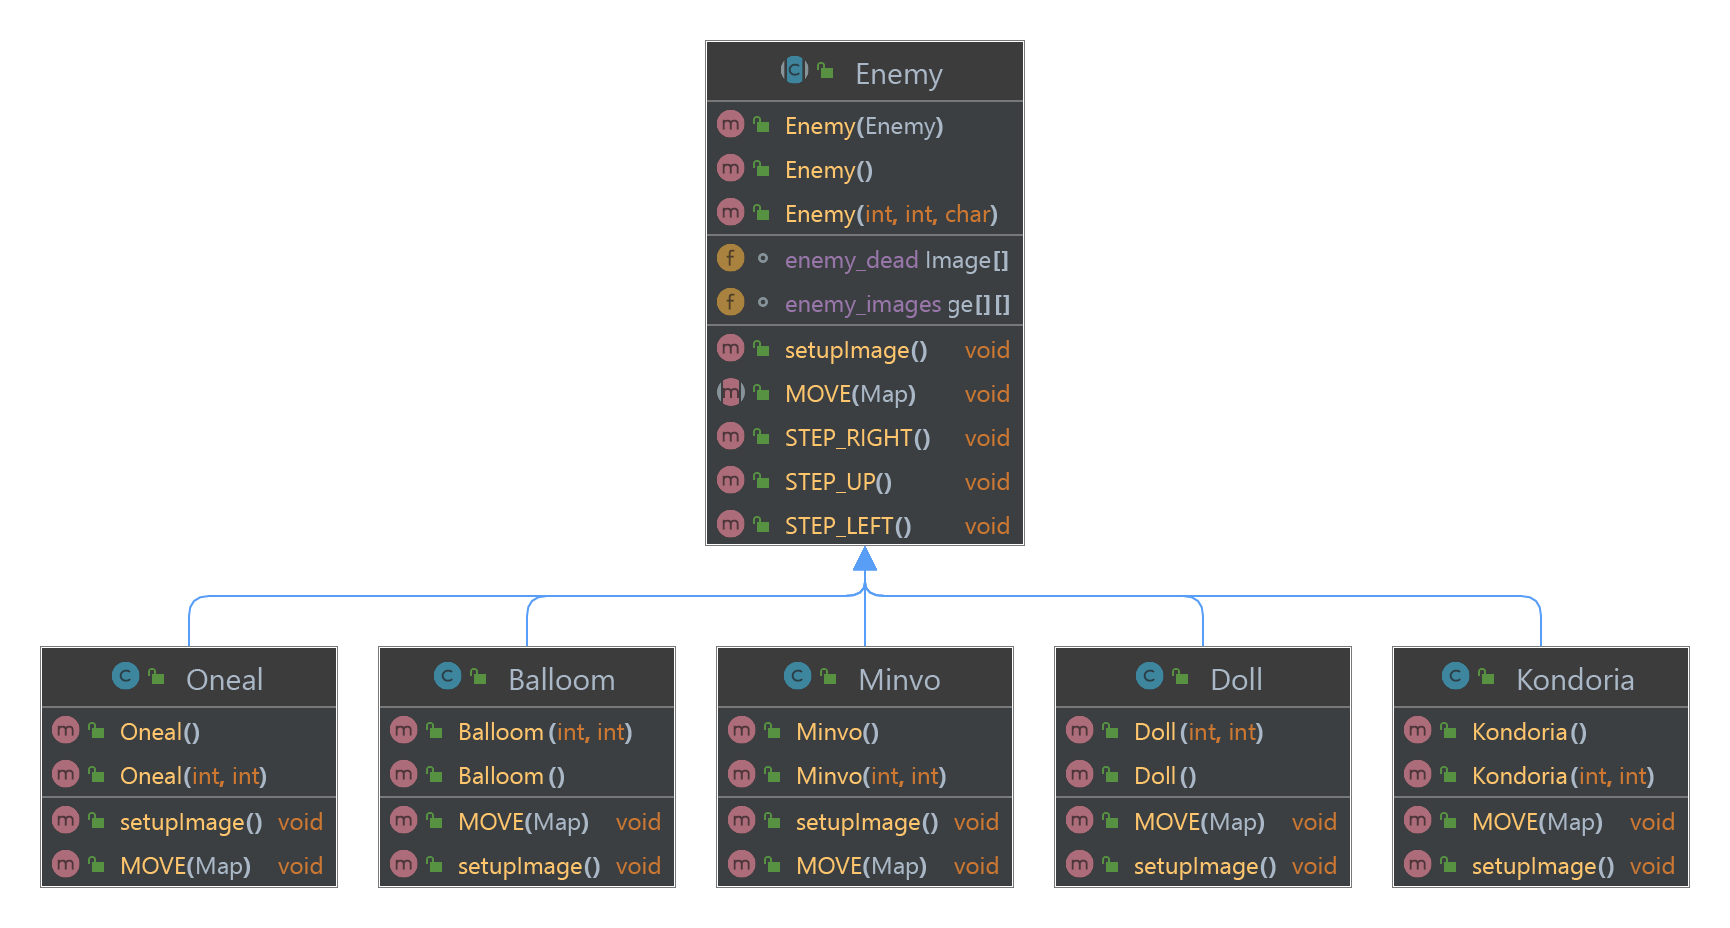 Enemy
Enemy(Enemy)
Enemy()
Enemy(int, int, char)
enemy_dead Image[]
enemy_images ge[][]
setupImage() void
MOVE(Map) void
STEP_RIGHT() void
STEP_UP() void
STEP_LEFT() void
Oneal
Oneal()
Oneal(int, int)
setupImage() void
MOVE(Map) void
Balloom
Balloom(int, int)
Balloom()
MOVE(Map) void
setupImage() void
Minvo
Minvo()
Minvo(int, int)
setupImage() void
MOVE(Map) void
Doll
Doll(int, int)
Doll()
MOVE(Map) void
setupImage() void
Kondoria
Kondoria()
Kondoria(int, int)
MOVE(Map) void
setupImage() void